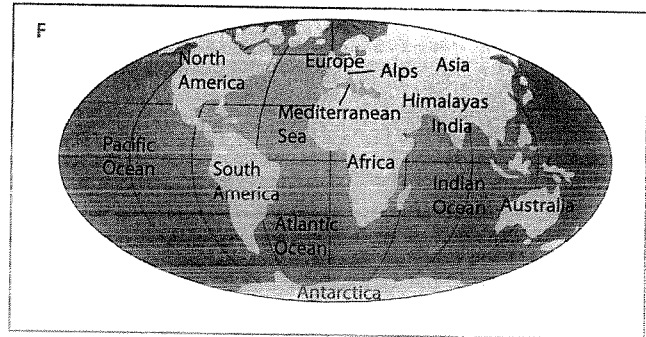 F
North
America
Europe
Alps
Asia
Mediterranean
Sea
Himalayas
India
Pacific
Ocean
South
America
Africa
Indian
Ocean
Australia
Atlantic
Ocean
Antarctica